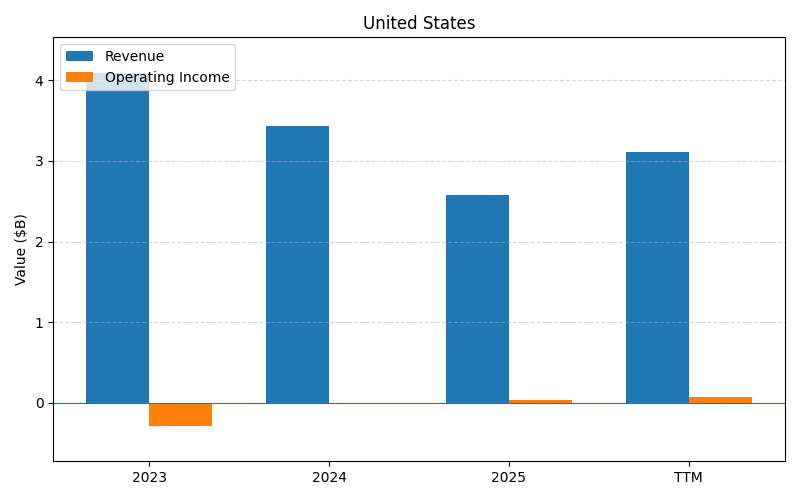 United States
Revenue
Operating Income
Value ($B)
4
3
2
1
0
2023
2024
2025
TTM